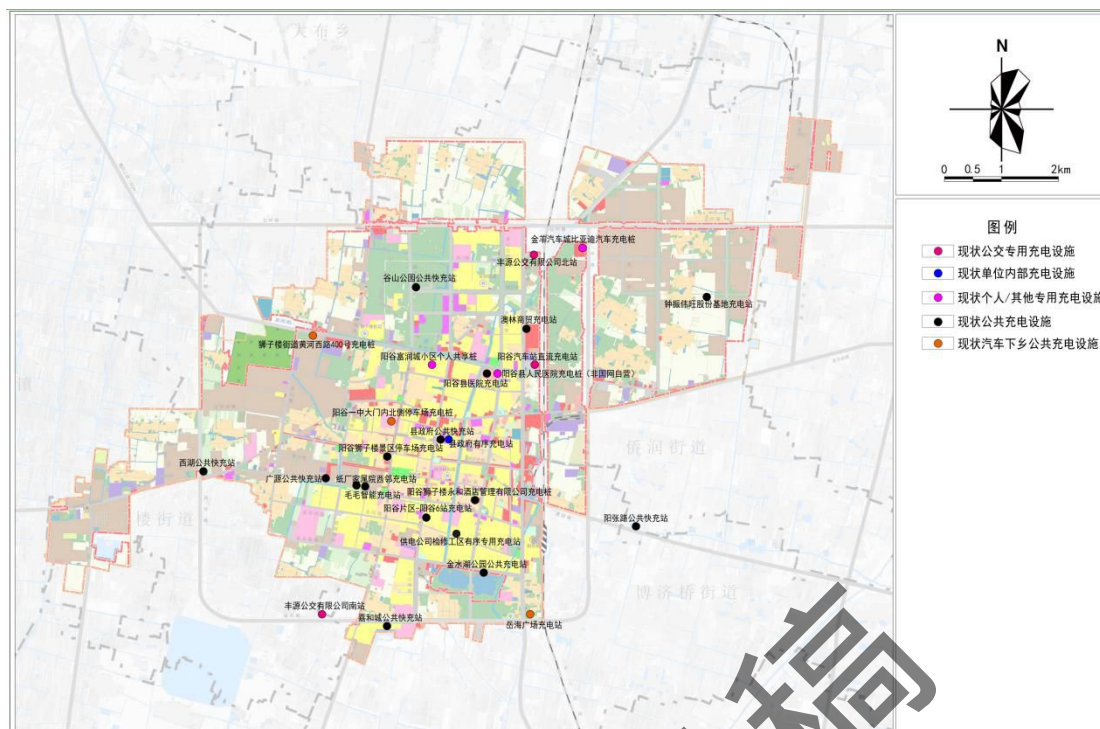 大布乡
N
0 0.5 1 2km
图例
现状公交专用充电设施
现状单位内部充电设施
现状个人/其他专用充电设施
现状公共充电设施
现状汽车下乡公共充电设施
金苇汽车城比亚迪汽车充电桩
丰源公交有限公司北站
谷山公园公共快充站
钟振伟旺股份基地充电站
澳林商贸充电站
狮子楼街道黄河西路400号充电桩
阳谷富润城小区个人共享桩
阳谷汽车站直流充电站
阳谷县人民医院充电桩（非国网自营）
阳谷县医院充电站
阳谷一中大门内北侧停车场充电桩
县政府公共快充站
县政府有序充电站
阳谷狮子楼景区停车场充电站
侨润街道
西湖公共快充站
广源公共快充站
纸厂家属院西邻充电站
毛毛智能充电站
阳谷狮子楼永和酒店管理有限公司充电桩
阳谷片区-阳谷6站充电站
楼街道
阳张路公共快充站
供电公司检修工区有序专用充电站
金水湖公园公共充电站
博济桥街道
丰源公交有限公司南站
嘉和城公共快充站
岳海广场充电站
稿